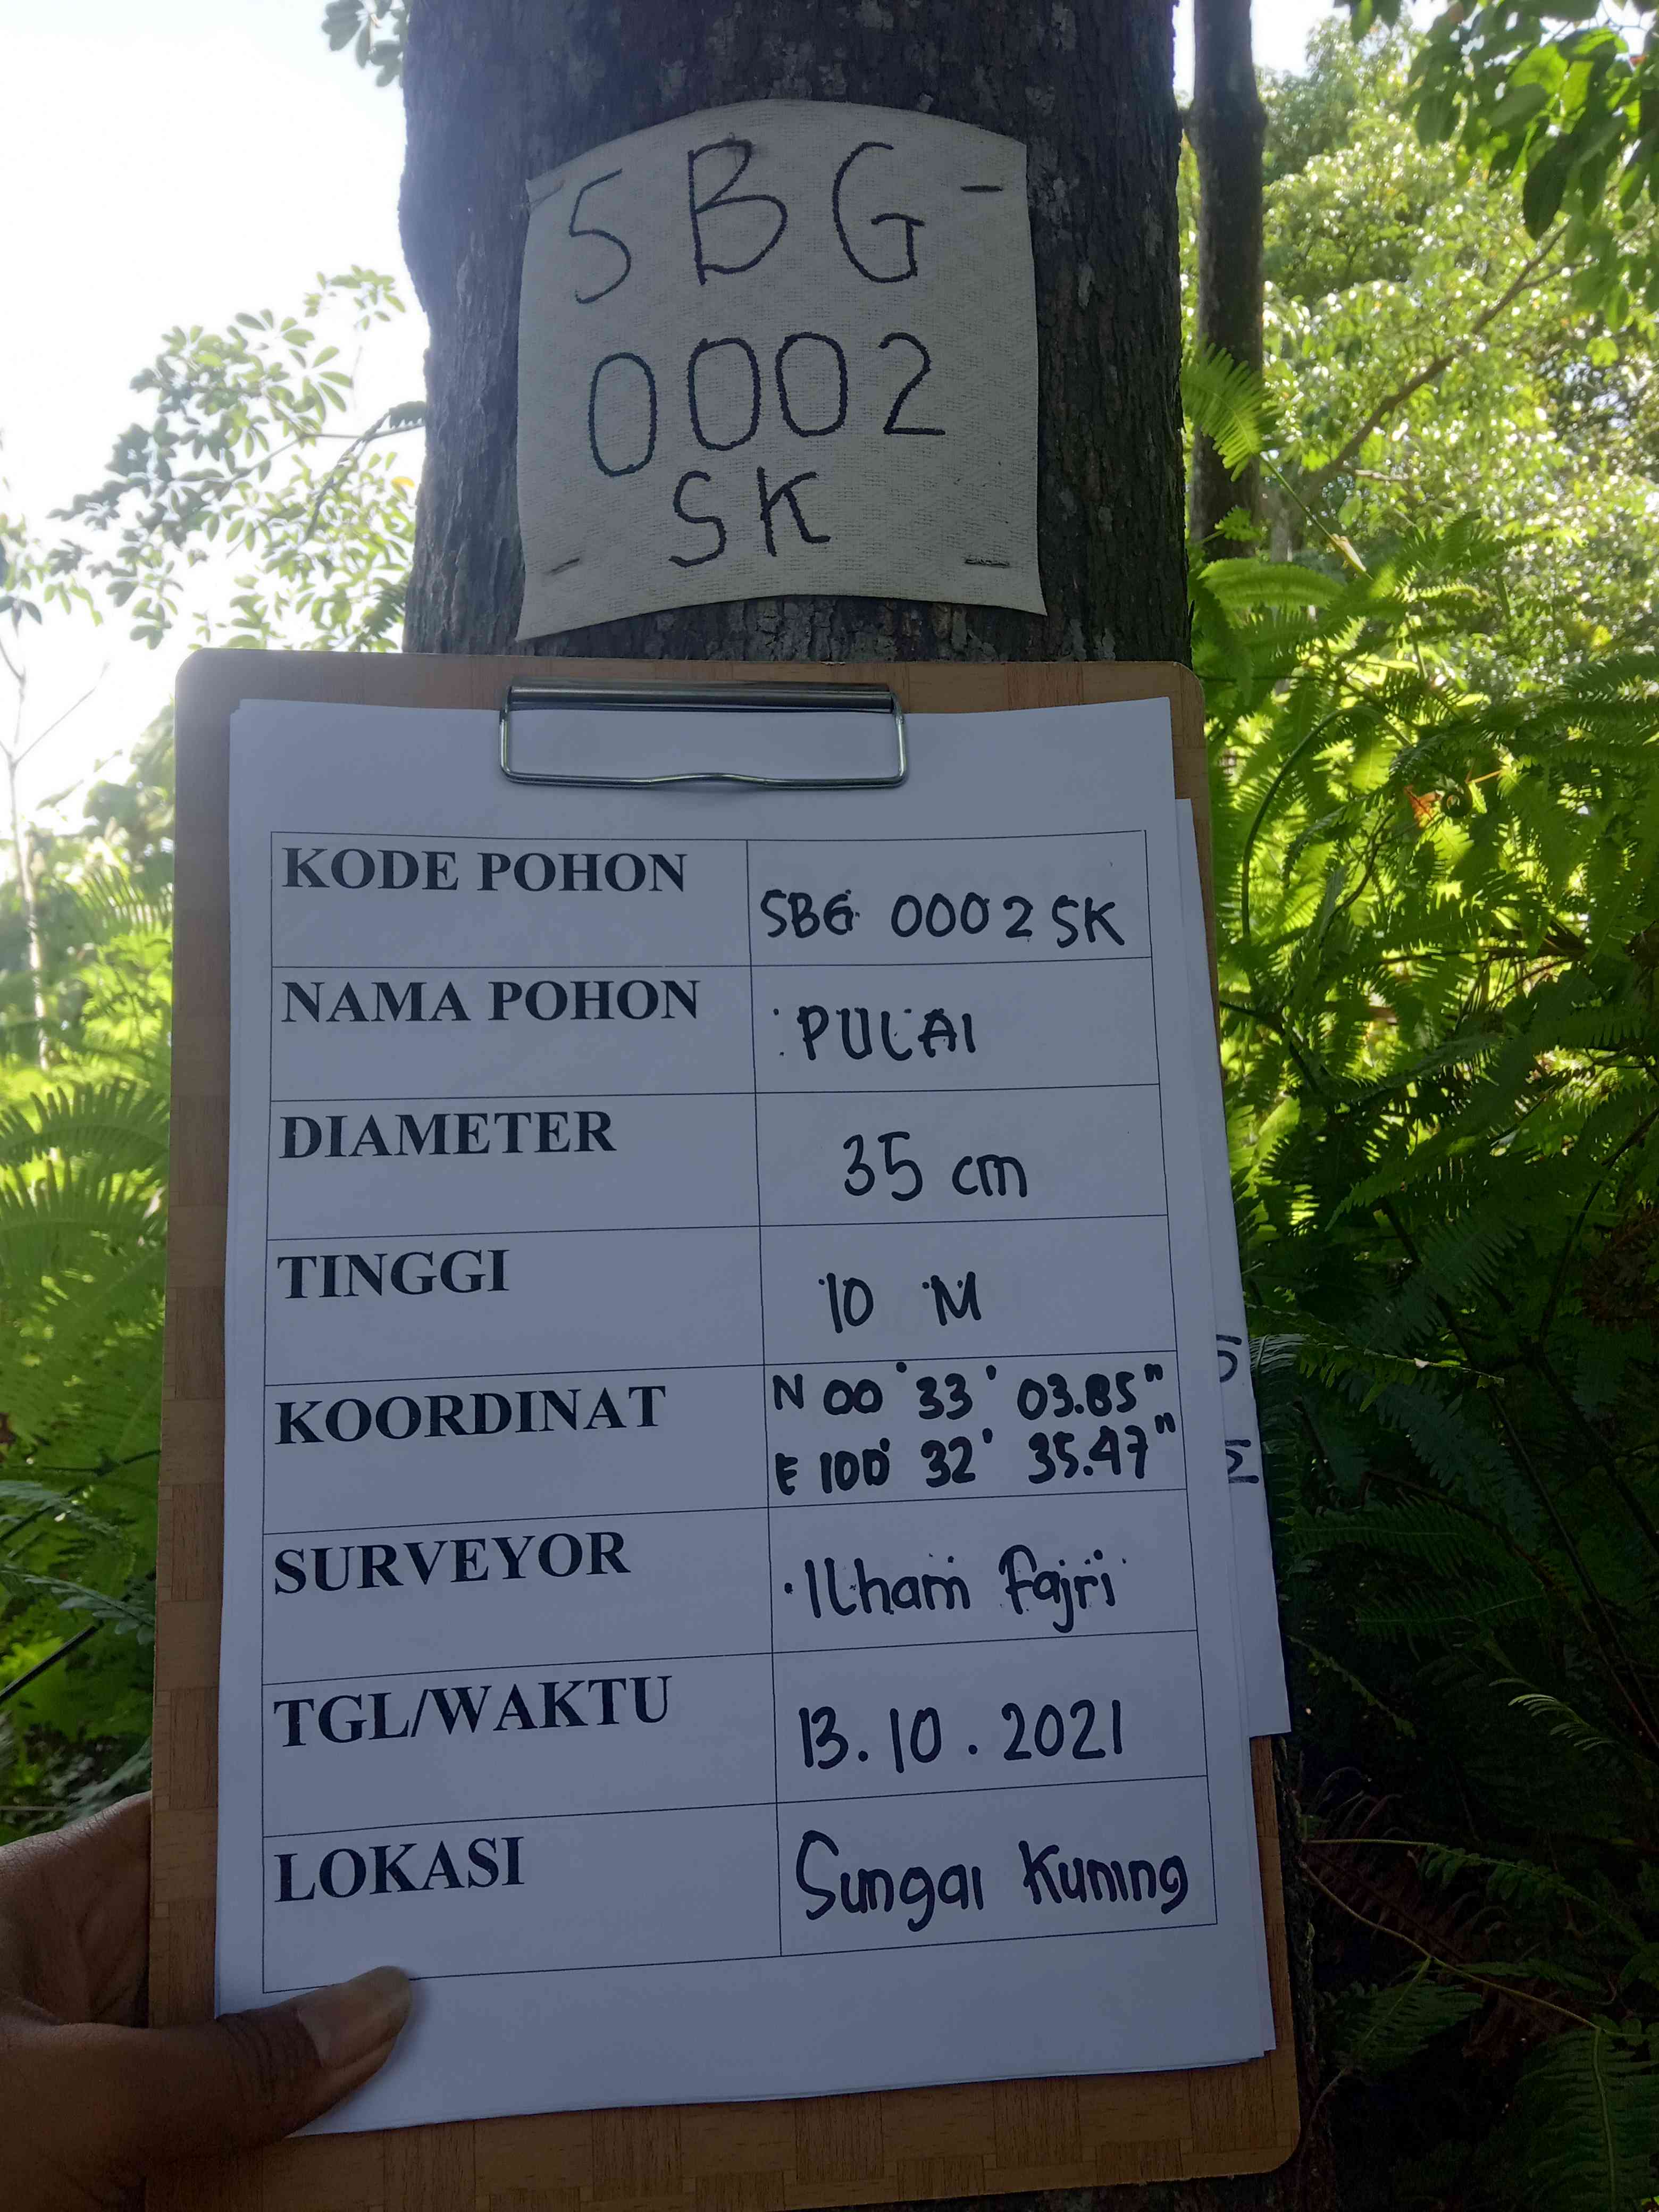 SBG-
0002
SK
KODE POHON
SBG 0002 SK
NAMA POHON
: PULAI
DIAMETER
35 cm
TINGGI
10 M
KOORDINAT
N 00° 33' 03.85"
E 100° 32' 35.47"
SURVEYOR
Ilham Fajri
TGL/WAKTU
13.10.2021
LOKASI
Sungai Kuning